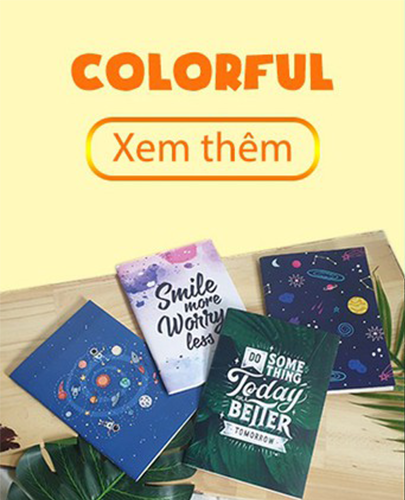 COLORFUL
Xem thêm
Smile
more
Worry
less
DO SOME
THING
Today
BETTER
TOMORROW